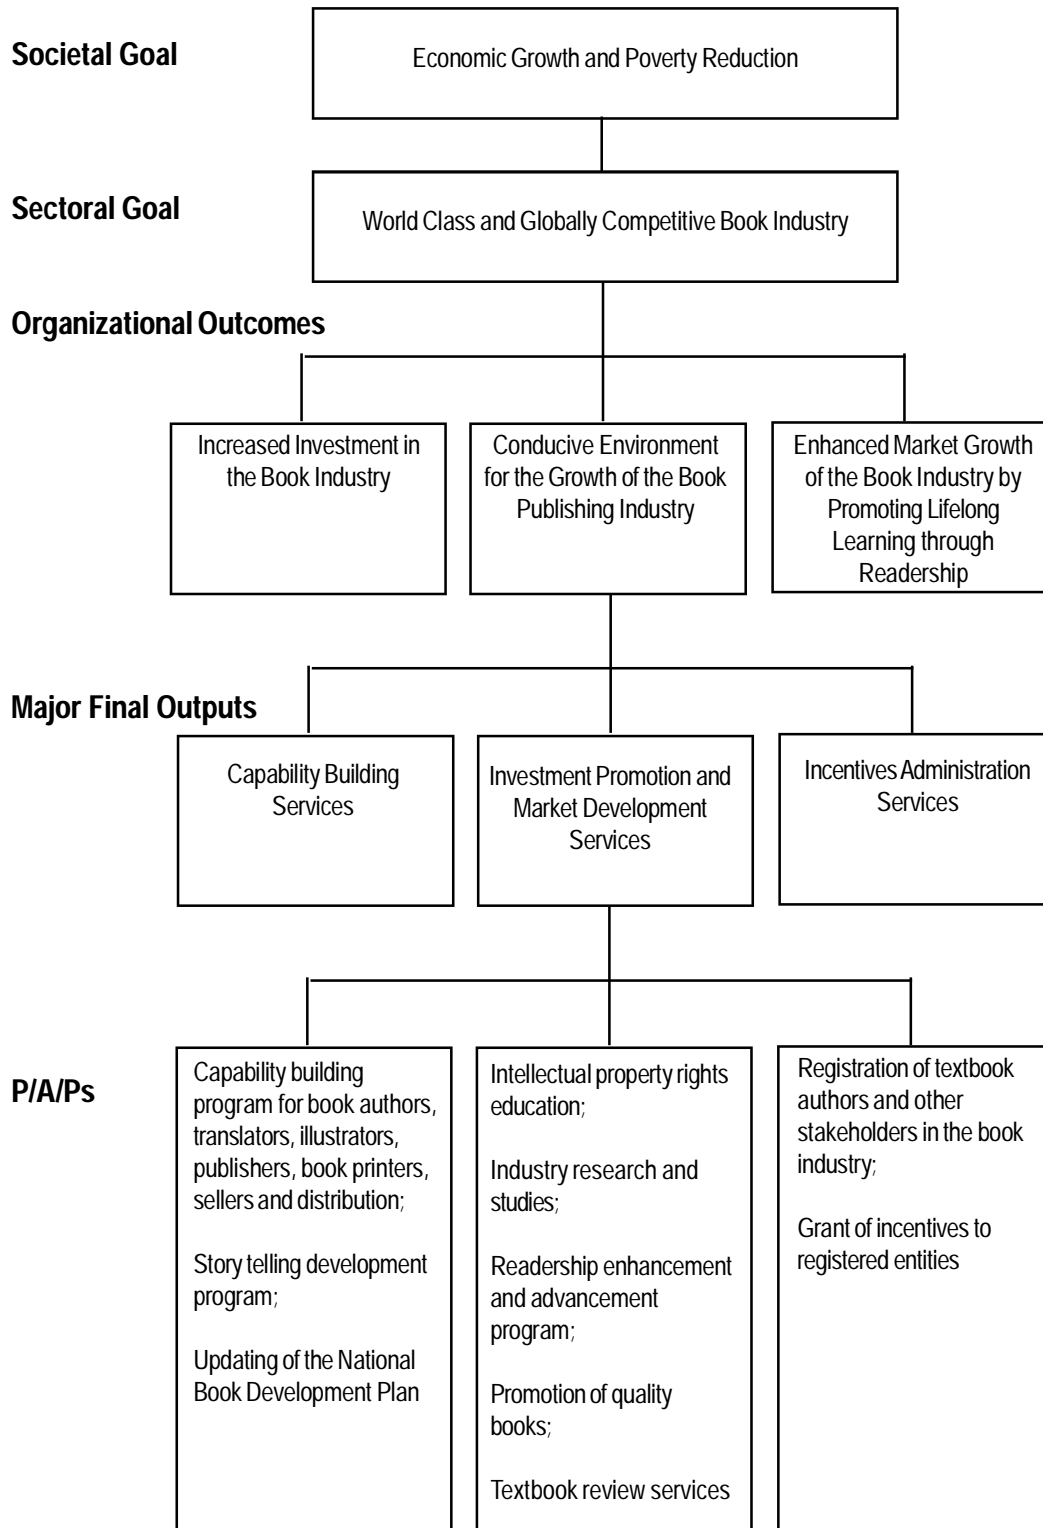 Societal Goal
Economic Growth and Poverty Reduction
Sectoral Goal
World Class and Globally Competitive Book Industry
Organizational Outcomes
Increased Investment in
the Book Industry
Conducive Environment
for the Growth of the Book
Publishing Industry
Enhanced Market Growth
of the Book Industry by
Promoting Lifelong
Learning through
Readership
Major Final Outputs
Capability Building
Services
Investment Promotion and
Market Development
Services
Incentives Administration
Services
P/A/Ps
Capability building
program for book authors,
translators, illustrators,
publishers, book printers,
sellers and distribution;
Story telling development
program;
Updating of the National
Book Development Plan
Intellectual property rights
education;
Industry research and
studies;
Readership enhancement
and advancement
program;
Promotion of quality
books;
Textbook review services
Registration of textbook
authors and other
stakeholders in the book
industry;
Grant of incentives to
registered entities